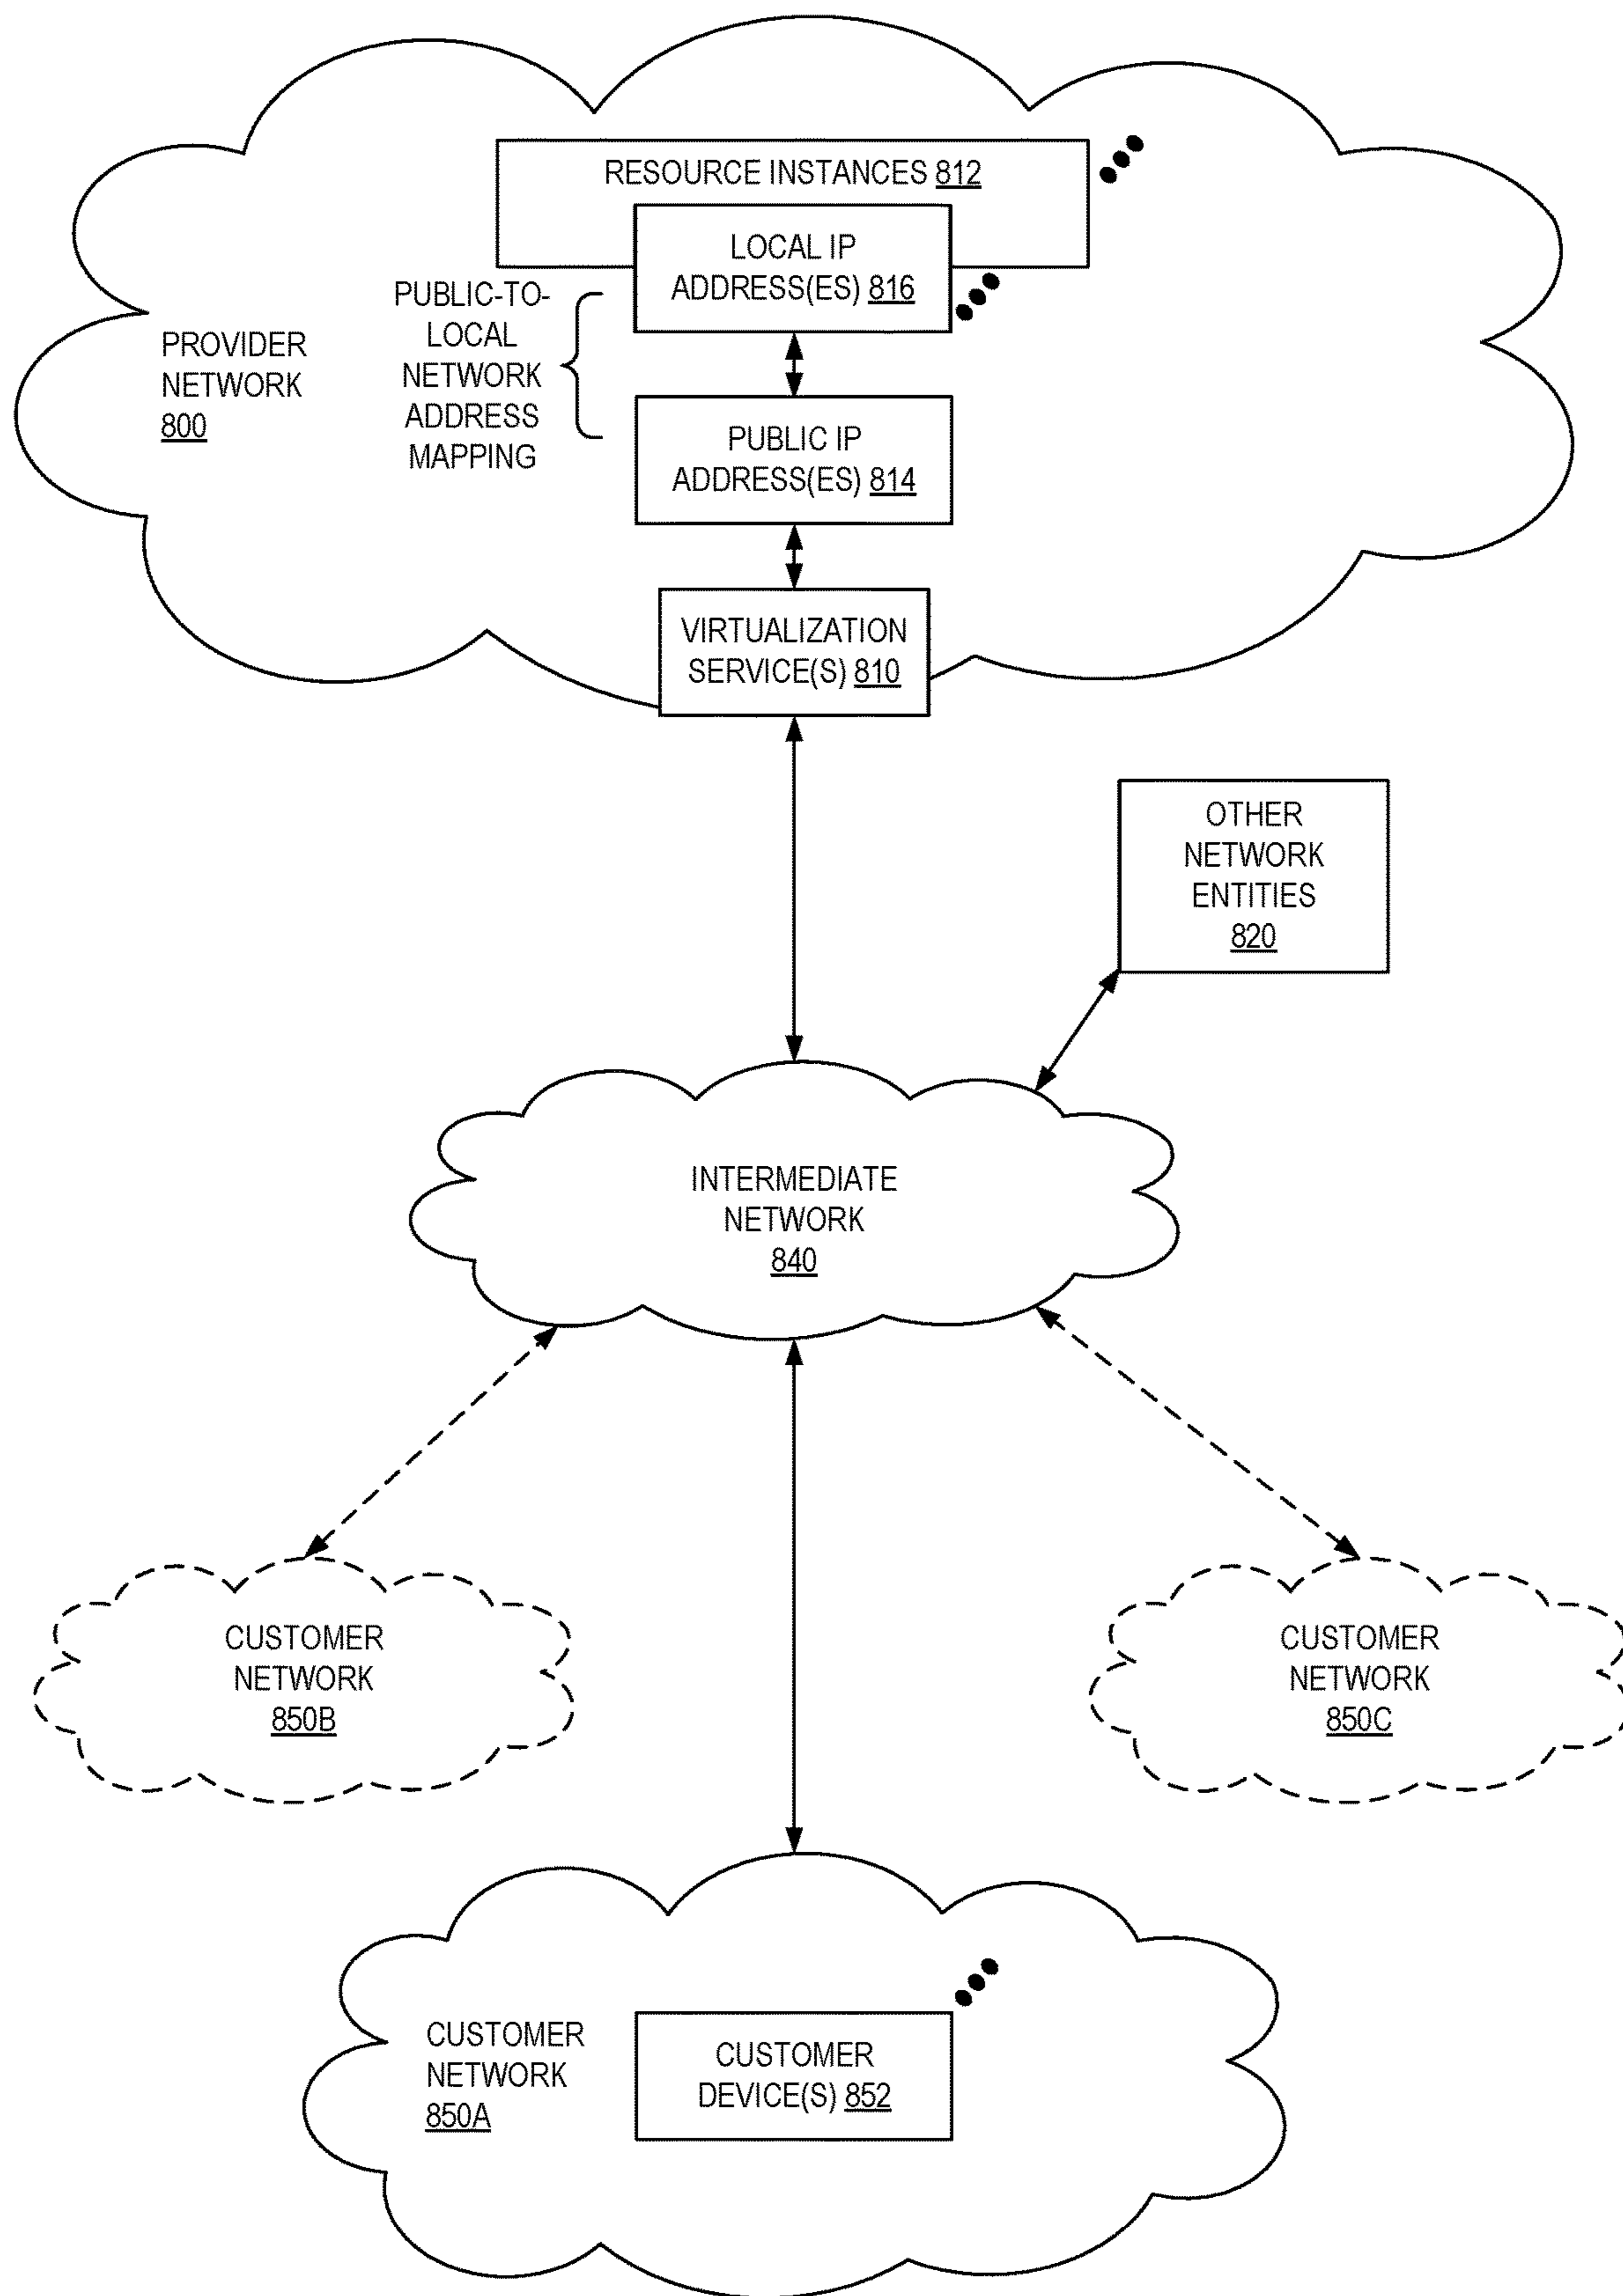 RESOURCE INSTANCES 812
LOCAL IP
ADDRESS(ES) 816
PUBLIC-TO-
LOCAL
NETWORK
ADDRESS
MAPPING
PROVIDER
NETWORK
800
PUBLIC IP
ADDRESS(ES) 814
VIRTUALIZATION
SERVICE(S) 810
OTHER
NETWORK
ENTITIES
820
INTERMEDIATE
NETWORK
840
CUSTOMER
NETWORK
850B
CUSTOMER
NETWORK
850C
CUSTOMER
NETWORK
850A
CUSTOMER
DEVICE(S) 852